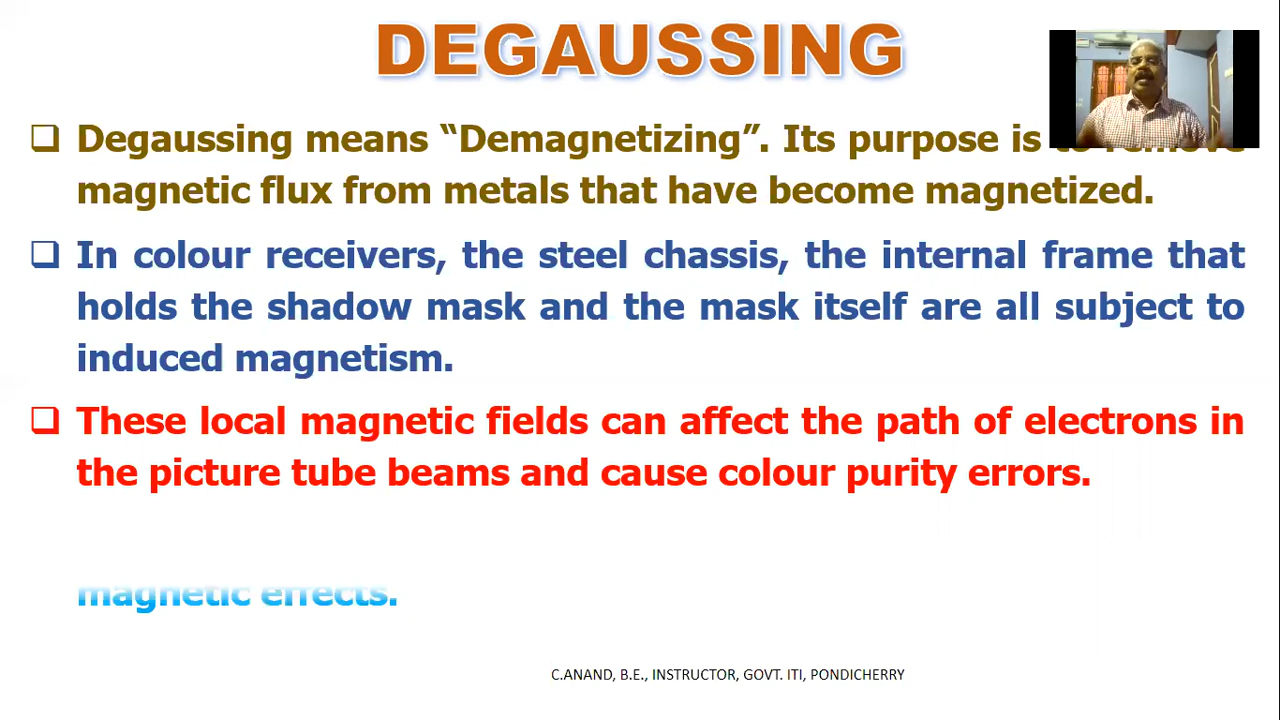 DEGAUSSING
❑ Degaussing means “Demagnetizing”. Its purpose is to remove
magnetic flux from metals that have become magnetized.
❑ In colour receivers, the steel chassis, the internal frame that
holds the shadow mask and the mask itself are all subject to
induced magnetism.
❑ These local magnetic fields can affect the path of electrons in
the picture tube beams and cause colour purity errors.
magnetic effects.
C.ANAND, B.E., INSTRUCTOR, GOVT. ITI, PONDICHERRY